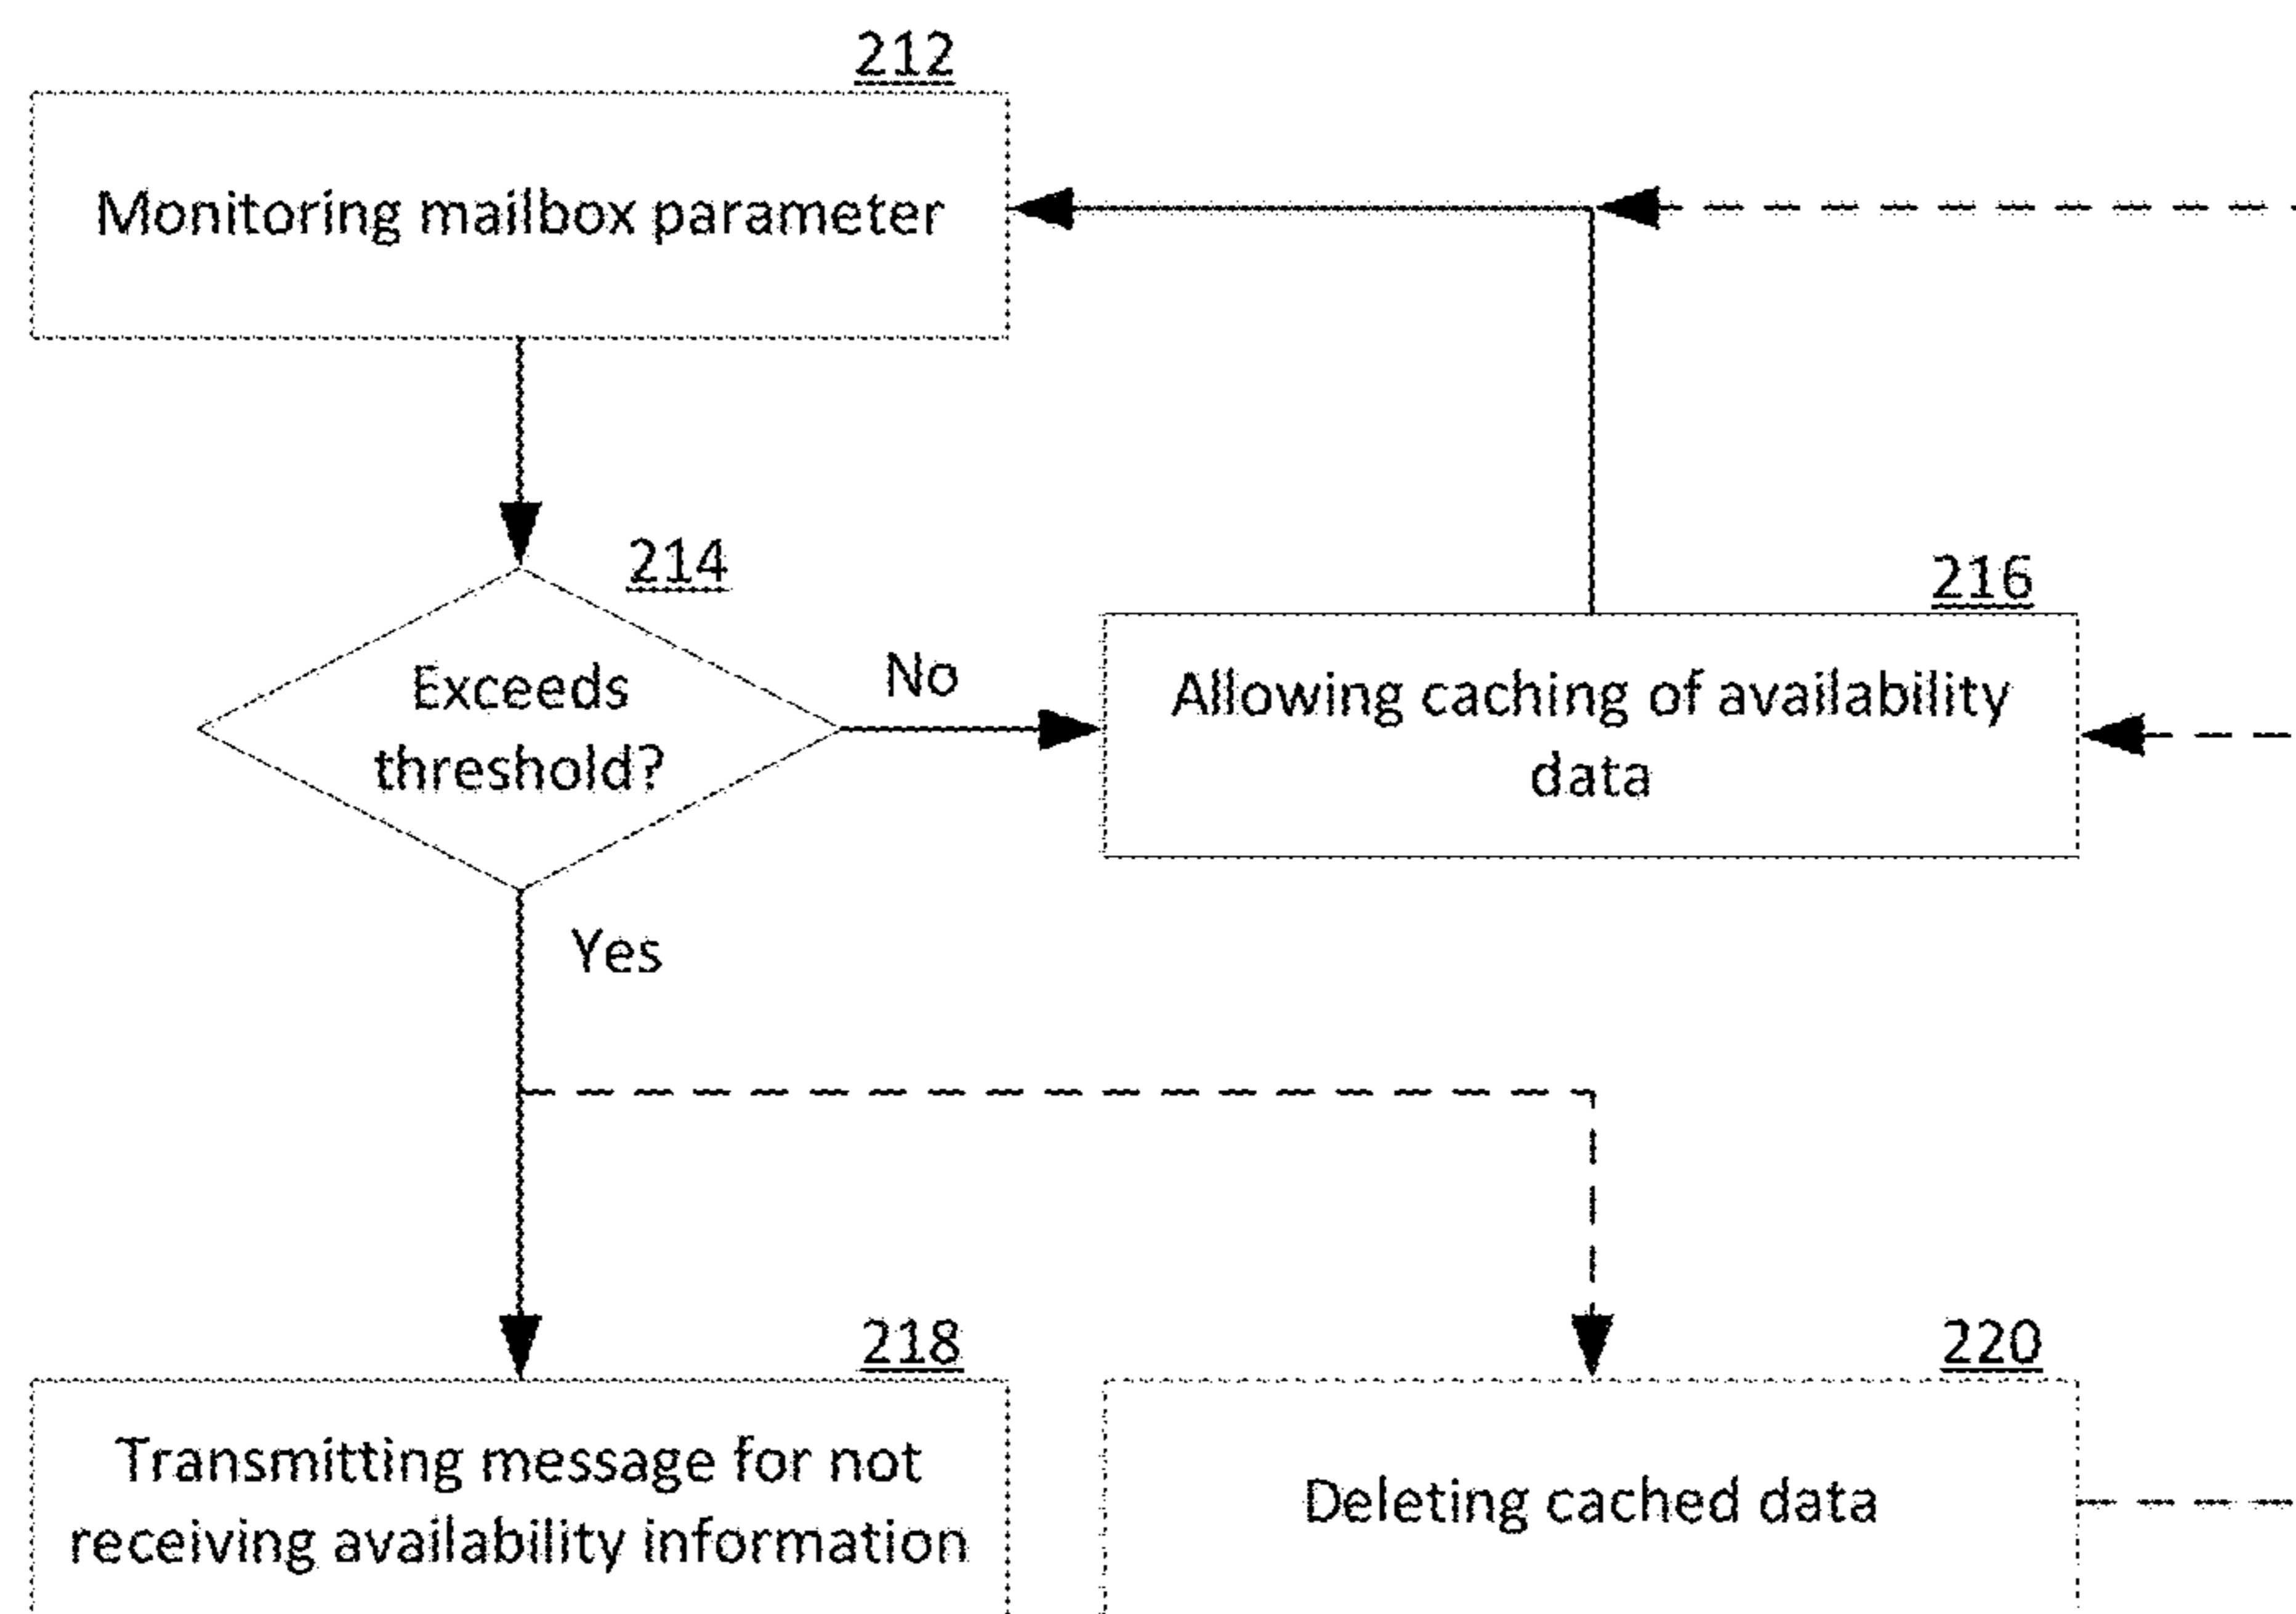 212
Monitoring mailbox parameter
214
Exceeds
threshold?
No
216
Allowing caching of availability
data
Yes
218
Transmitting message for not
receiving availability information
220
Deleting cached data